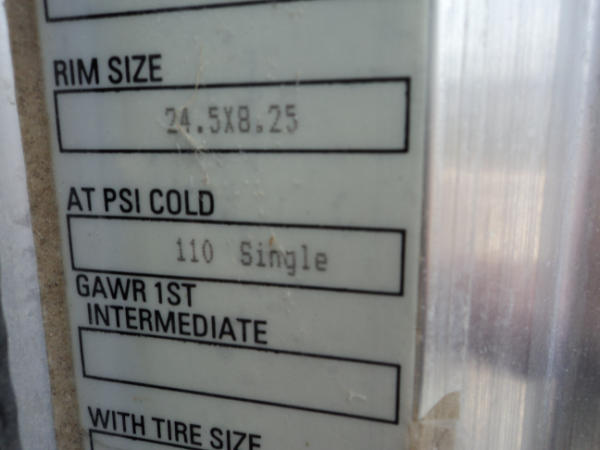 RIM SIZE
24.5X8.25
AT PSI COLD
110 Single
GAWR 1ST
INTERMEDIATE
WITH TIRE SIZE